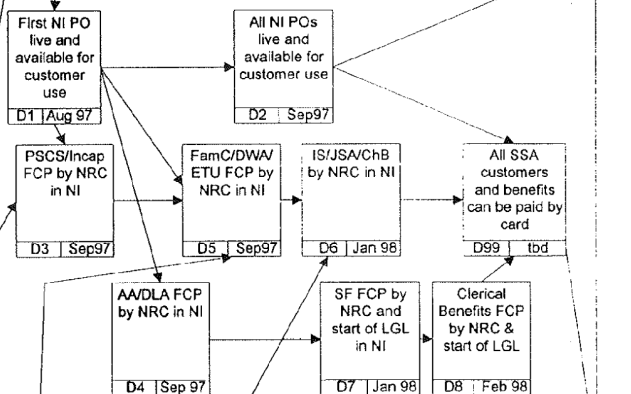 FIrst NI PO
live and
available for
customer
use
D1 Aug 97
All NI POs
live and
available for
customer use
D2 Sep97
PSCS/Incap
FCP by NRC
in NI
D3 Sep97
FamC/DWA/
ETU FCP by
NRC in NI
D5 Sep97
IS/JSA/ChB
by NRC in NI
D6 Jan 98
All SSA
customers
and benefits
can be paid by
card
D99 tbd
AA/DLA FCP
by NRC in NI
D4 Sep 97
SF FCP by
NRC and
start of LGL
in NI
D7 Jan 98
Clerical
Benefits FCP
by NRC &
start of LGL
D8 Feb 98